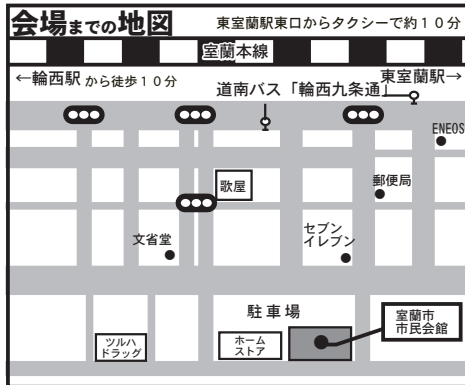 会場までの地図
東室蘭駅東口からタクシーで約１０分
室蘭本線
←輪西駅 から徒歩１０分
東室蘭駅→
道南バス「輪西九条通」
ENEOS
歌屋
郵便局
文省堂
セブン
イレブン
駐車場
室蘭市
市民会館
ツルハ
ドラッグ
ホーム
ストア